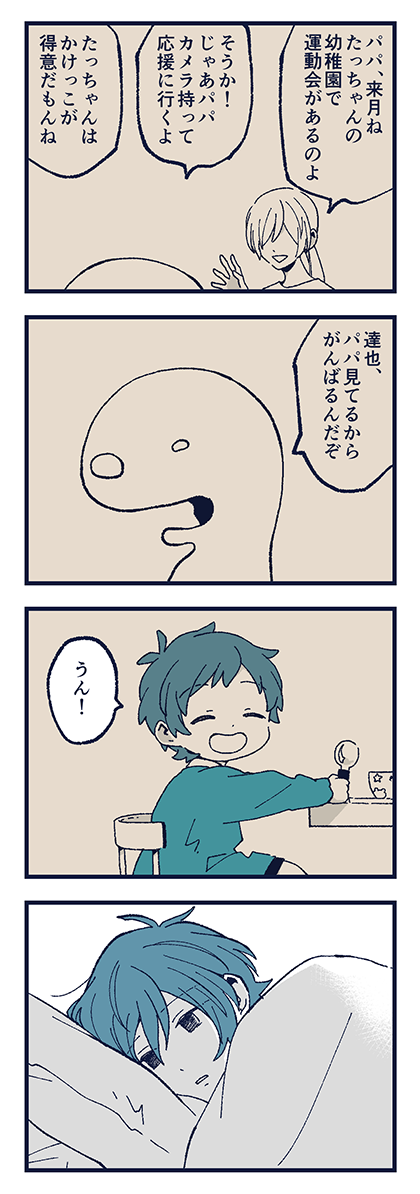 パパ、来月ね
たっちゃんの
幼稚園で
運動会があるのよ
そうか！
じゃあパパ
カメラ持って
応援に行くよ
たっちゃんは
かけっこが
得意だもんね
達也、
パパ見てるから
がんばるんだぞ
うん！